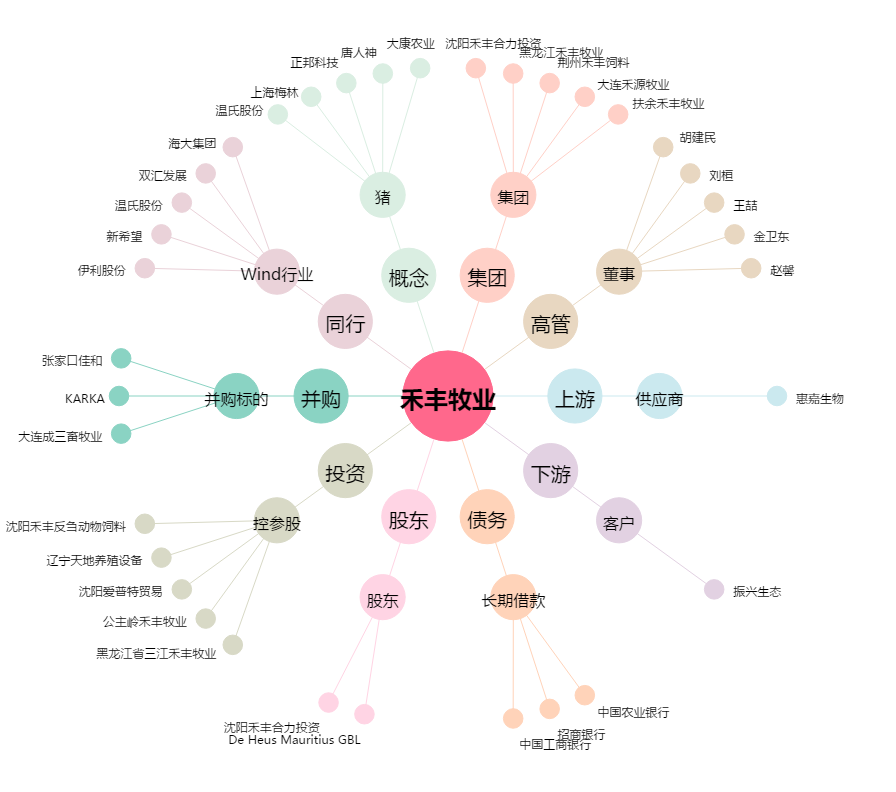 大康农业
沈阳禾丰合力投资
唐人神
黑龙江禾丰牧业
正邦科技
荆州禾丰饲料
上海梅林
大连禾源牧业
温氏股份
扶余禾丰牧业
海大集团
胡建民
双汇发展
刘桓
猪
集团
温氏股份
王喆
新希望
金卫东
伊利股份
赵馨
Wind行业
董事
概念
集团
同行
高管
张家口佳和
KARKA
并购标的
并购
禾丰牧业
上游
供应商
惠嘉生物
大连成三畜牧业
投资
下游
沈阳禾丰反刍动物饲料
控参股
股东
债务
客户
辽宁天地养殖设备
沈阳爱普特贸易
振兴生态
股东
长期借款
公主岭禾丰牧业
黑龙江省三江禾丰牧业
沈阳禾丰合力投资
中国农业银行
De Heus Mauritius GBL
招商银行
中国工商银行